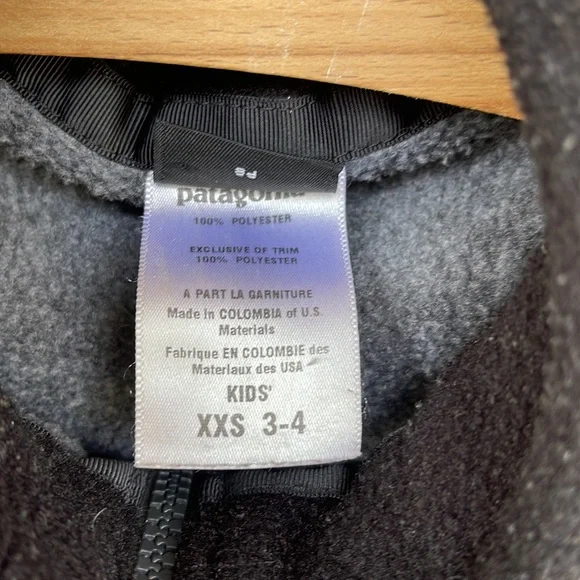 patagonia
100% POLYESTER
EXCLUSIVE OF TRIM
100% POLYESTER
A PART LA GARNITURE
Made in COLOMBIA of U.S.
Materials
Fabrique EN COLOMBIE des
Materiaux des USA
KIDS'
XXS 3-4